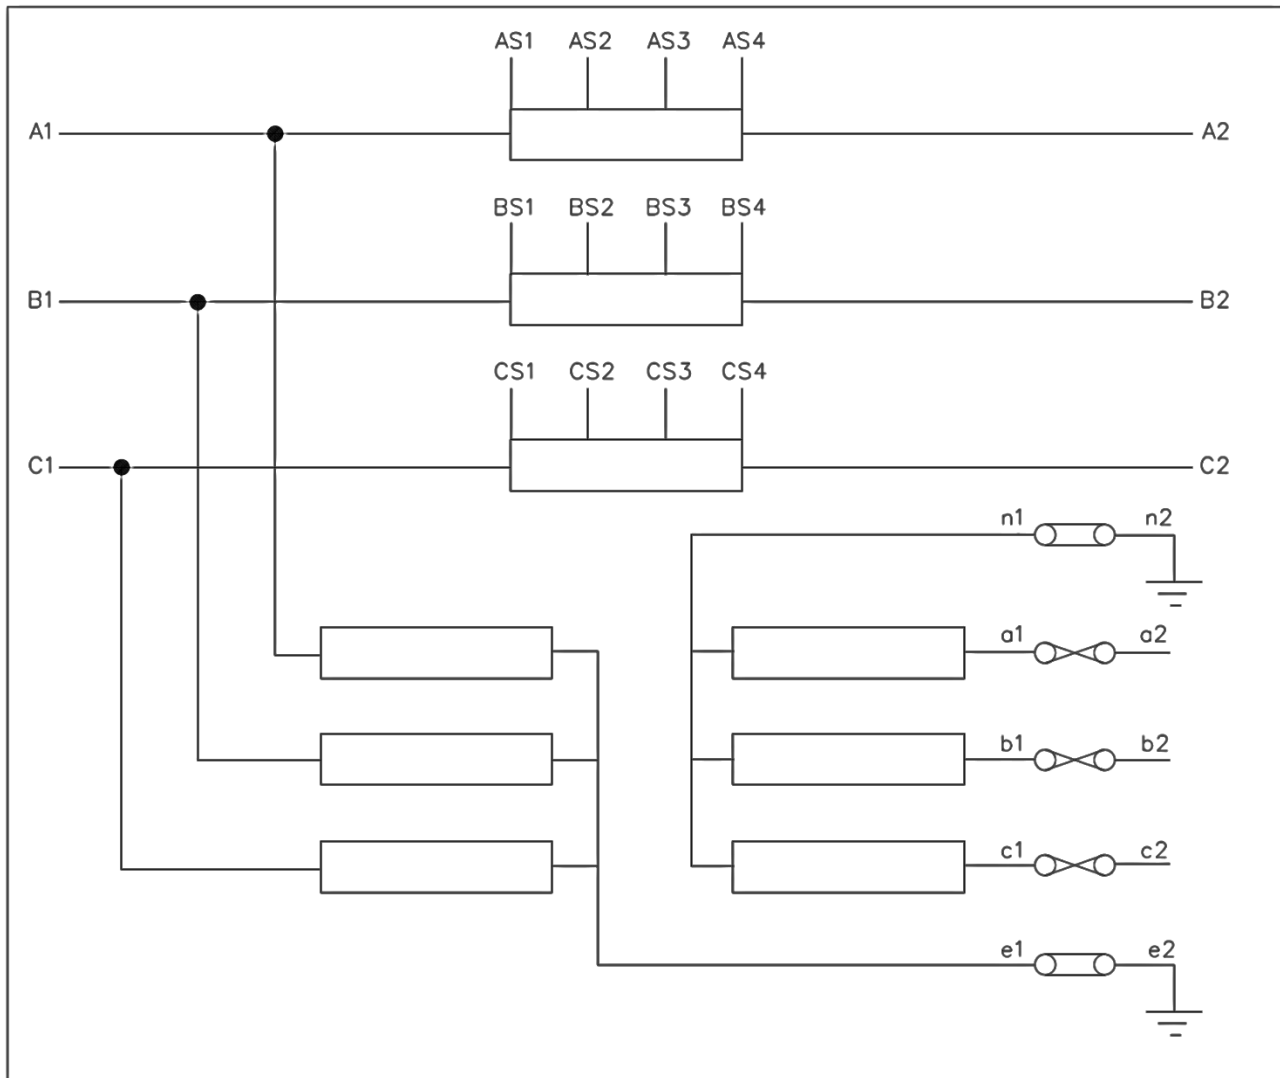 AS1 AS2 AS3 AS4
A1 A2
BS1 BS2 BS3 BS4
B1 B2
CS1 CS2 CS3 CS4
C1 C2
n1 n2
a1 a2
b1 b2
c1 c2
e1 e2